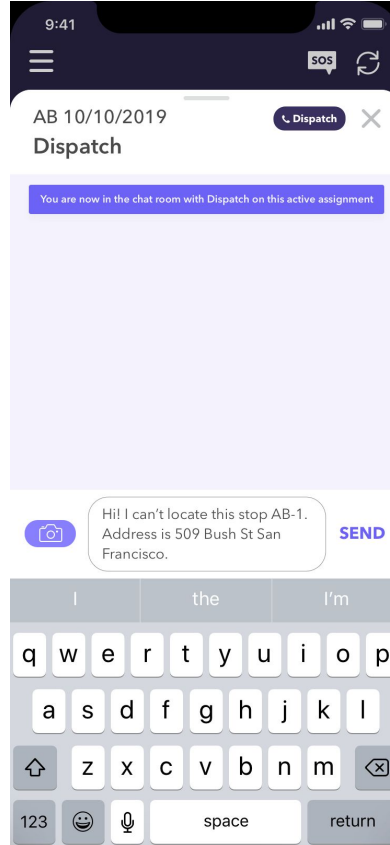 9:41
SOS
AB 10/10/2019
Dispatch
Dispatch
You are now in the chat room with Dispatch on this active assignment
Hi! I can't locate this stop AB-1.
Address is 509 Bush St San
Francisco.
SEND
I the I'm
q w e r t y u i o p
a s d f g h j k l
z x c v b n m
123 space return